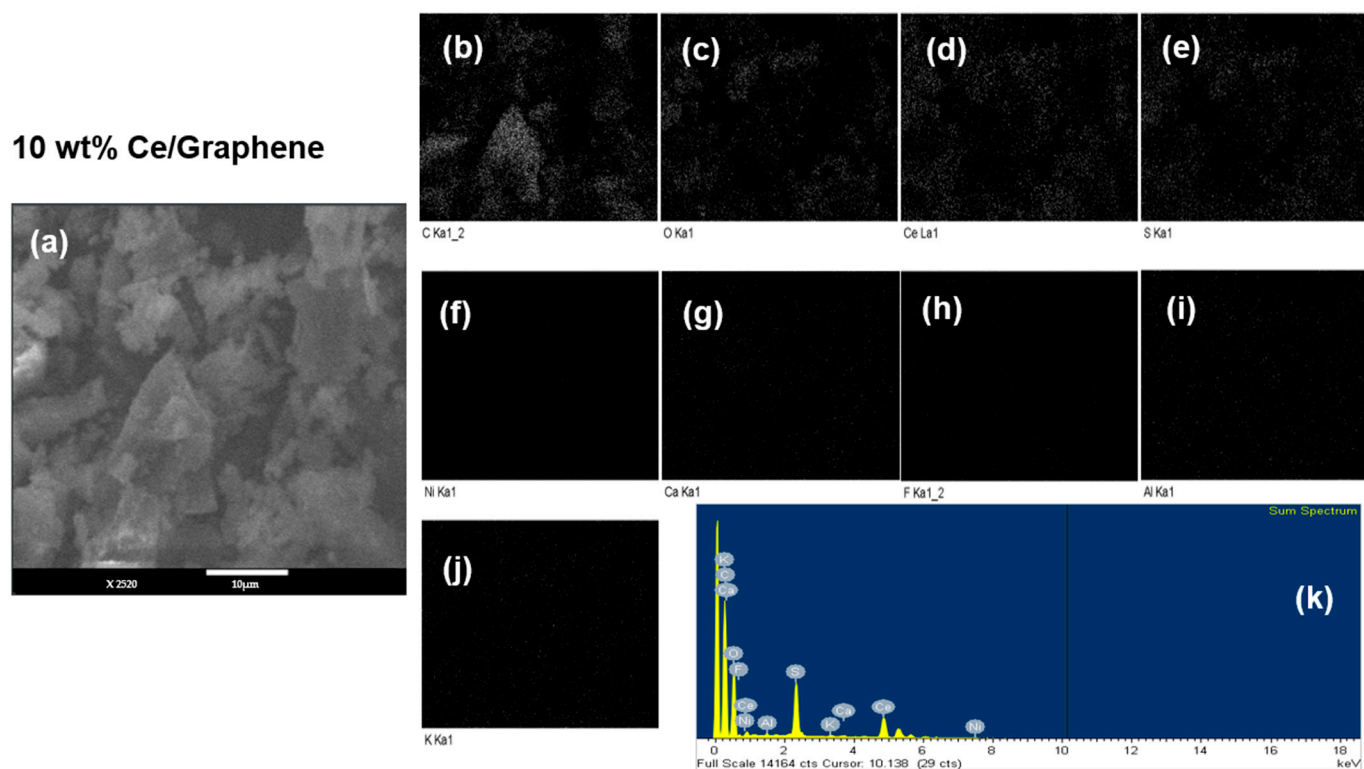 10 wt% Ce/Graphene
(a)
X 2520 10µm
(b)
C Ka1_2
(c)
O Ka1
(d)
Ce La1
(e)
S Ka1
(f)
Ni Ka1
(g)
Ca Ka1
(h)
F Ka1_2
(i)
Al Ka1
(j)
K Ka1
Sum Spectrum
(k)
K
C
Ca
O
F
Ce
Ni
Al
S
K
Ca
Ce
Ni
0 2 4 6 8 10 12 14 16 18
Full Scale 14164 cts Cursor: 10.138 (29 cts) keV